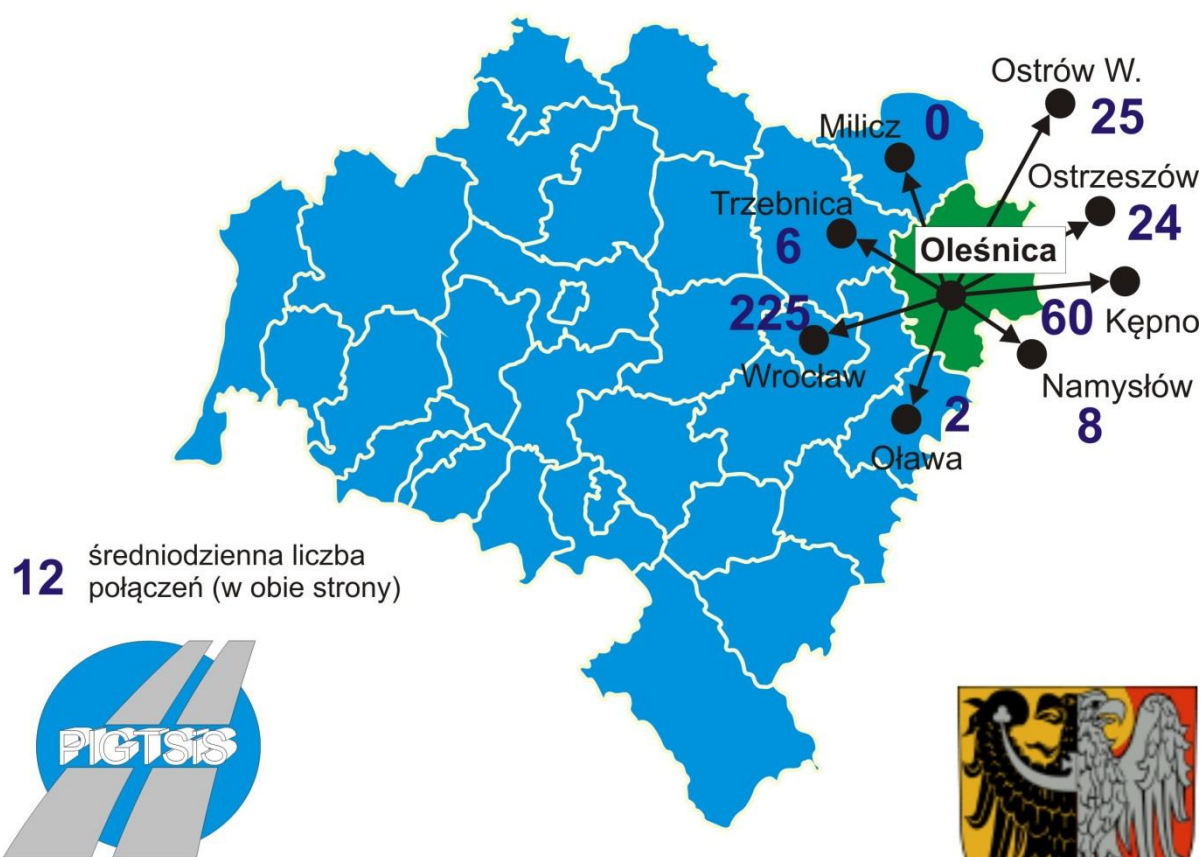 Ostrów W.
25
Milicz
0
Ostrzeszów
24
Trzebnica
6
Oleśnica
225
Wrocław
60 Kępno
Namysłów
8
2
Oława
12
średniodzienna liczba
połączeń (w obie strony)
PIGTSiS